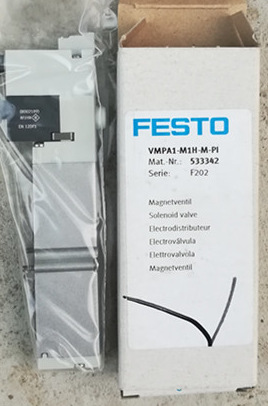 FESTO
VMPA1-M1H-M-PI
Mat.-Nr.: 533342
Serie: F202
Magnetventil
Solenoid valve
Electrodistributeur
Electroválvula
Elettrovalvola
Magnetventil